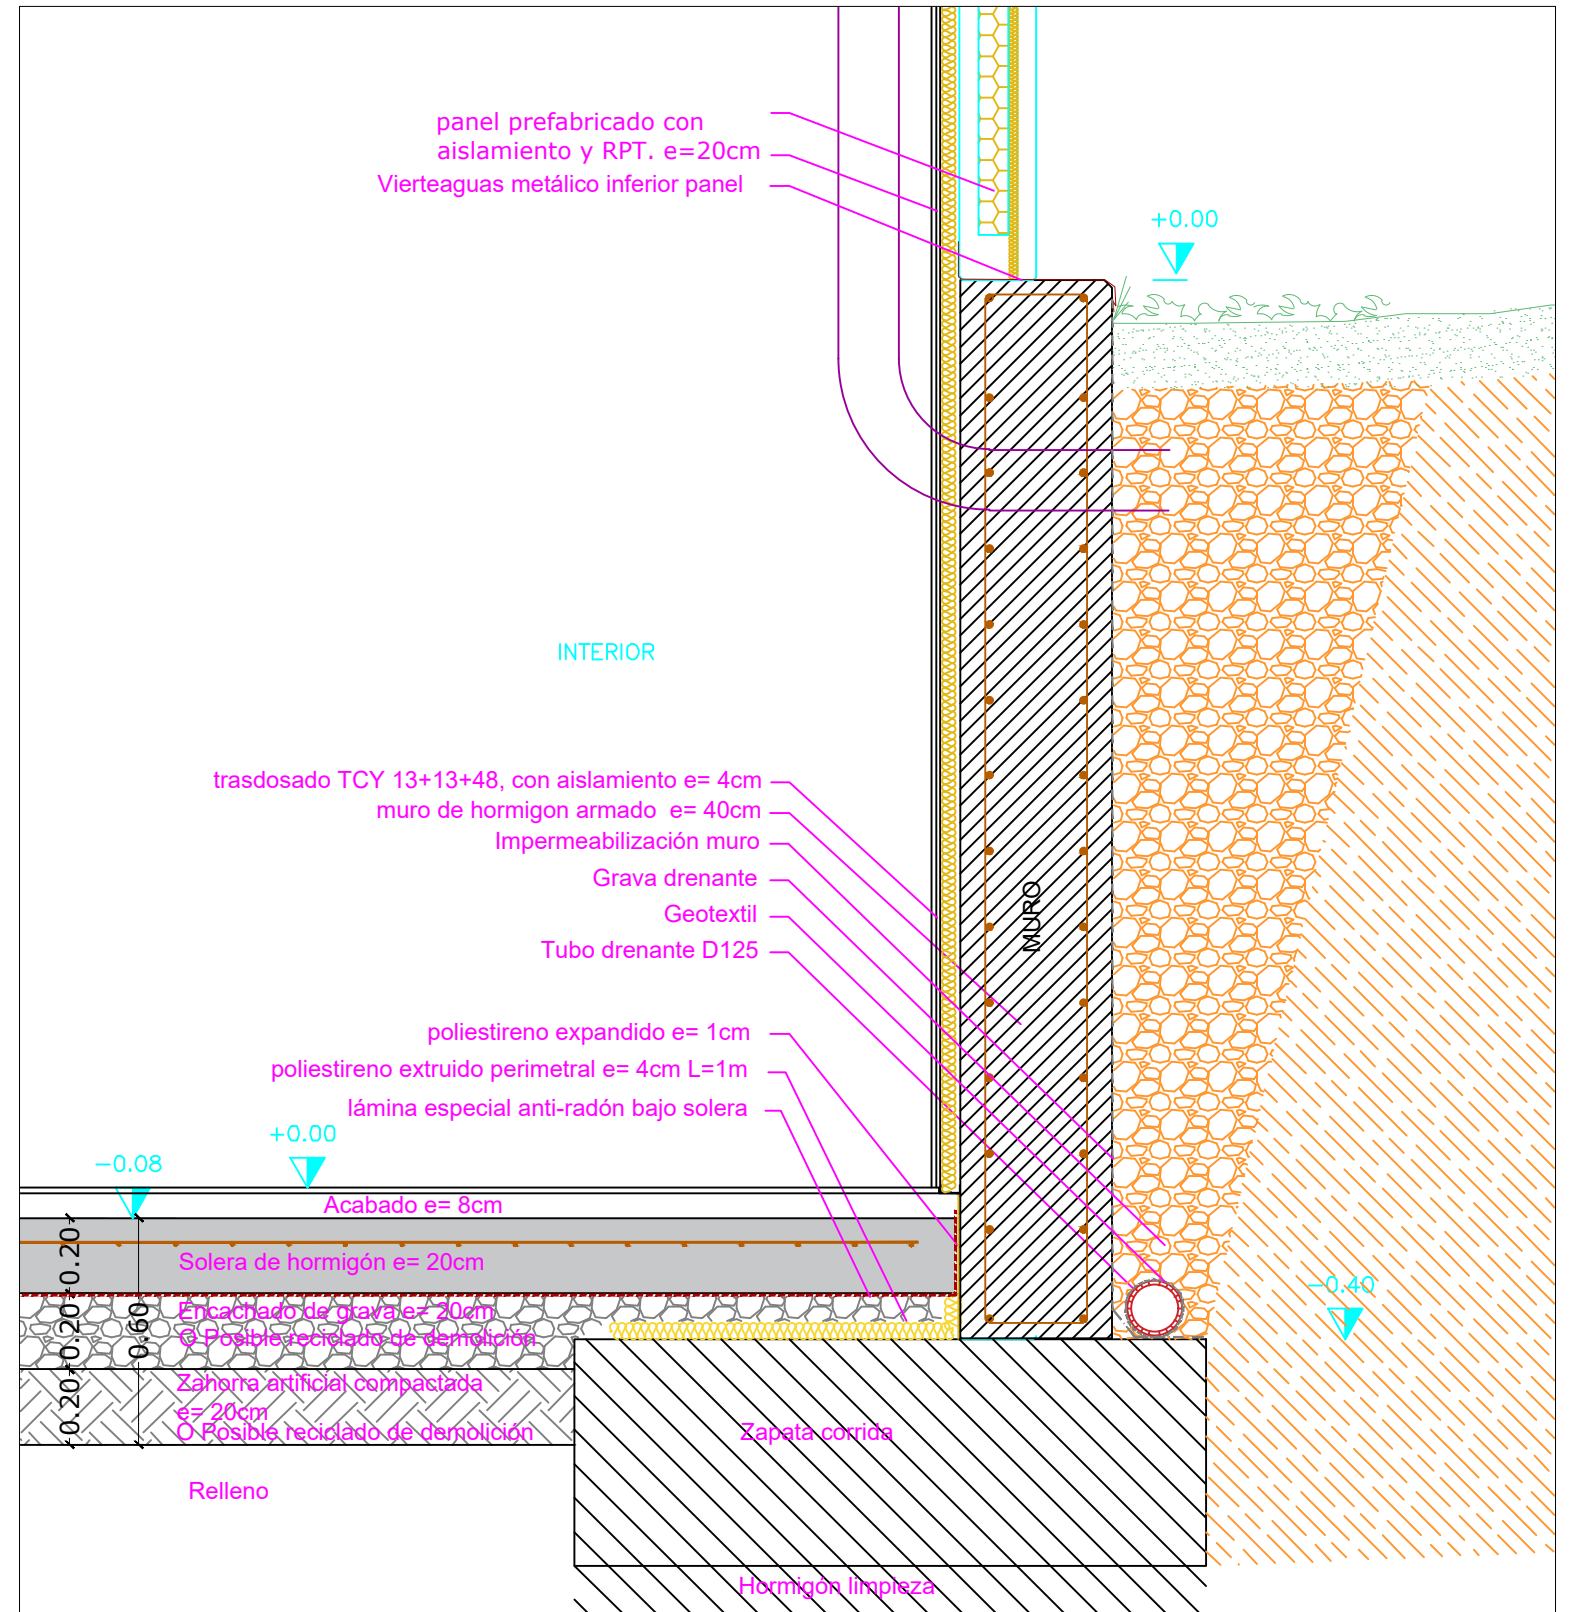 panel prefabricado con
aislamiento y RPT. e=20cm
Vierteaguas metálico inferior panel
+0.00
INTERIOR
trasdosado TCY 13+13+48, con aislamiento e= 4cm
muro de hormigon armado e= 40cm
Impermeabilización muro
Grava drenante
Geotextil
Tubo drenante D125
MURO
poliestireno expandido e= 1cm
poliestireno extruido perimetral e= 4cm L=1m
lámina especial anti-radón bajo solera
+0.00
-0.08
Acabado e= 8cm
Solera de hormigón e= 20cm
-0.40
Encachado de grava e= 20cm
O Posible reciclado de demolición
Zahorra artificial compactada
e= 20cm
O Posible reciclado de demolición
0.20
0.20
0.20
0.60
Zapata corrida
Relleno
Hormigón limpieza